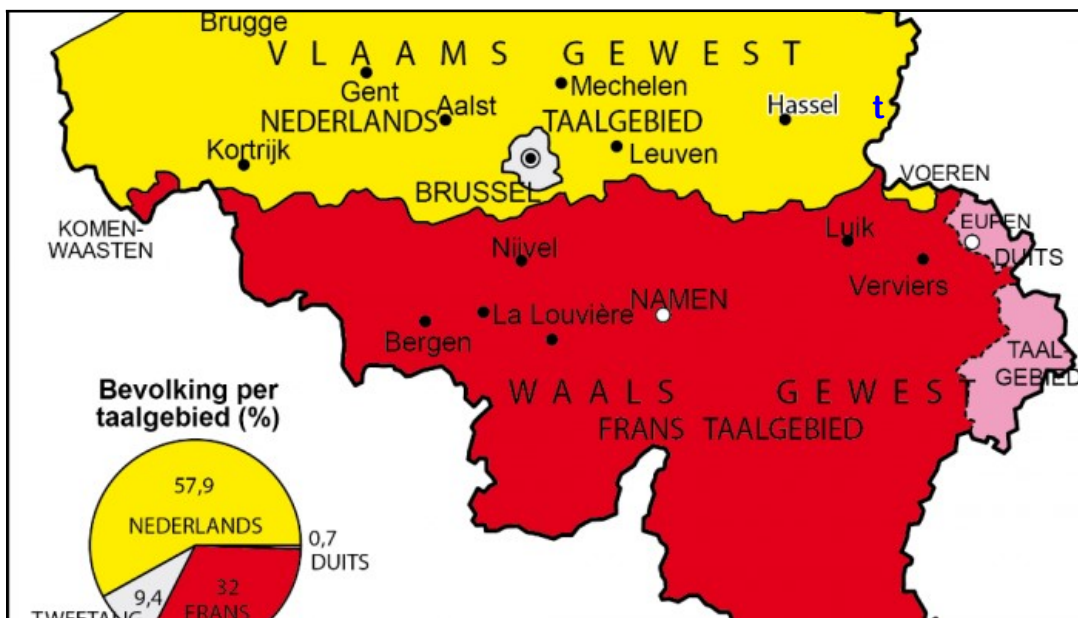 Brugge
VLAAMS GEWEST
Gent
Mechelen
Aalst
Hassel
t
NEDERLANDS TAALGEBIED
Kortrijk
Leuven
BRUSSEL
VOEREN
KOMEN-
WAASTEN
EUPEN
Luik
DUITS
Nijvel
Verviers
NAMEN
La Louvière
Bergen
TAAL
GEBIED
WAALS GEWEST
FRANS TAALGEBIED
Bevolking per
taalgebied (%)
57,9
NEDERLANDS
0,7
DUITS
9,4
32
FRANS
TWEETANG